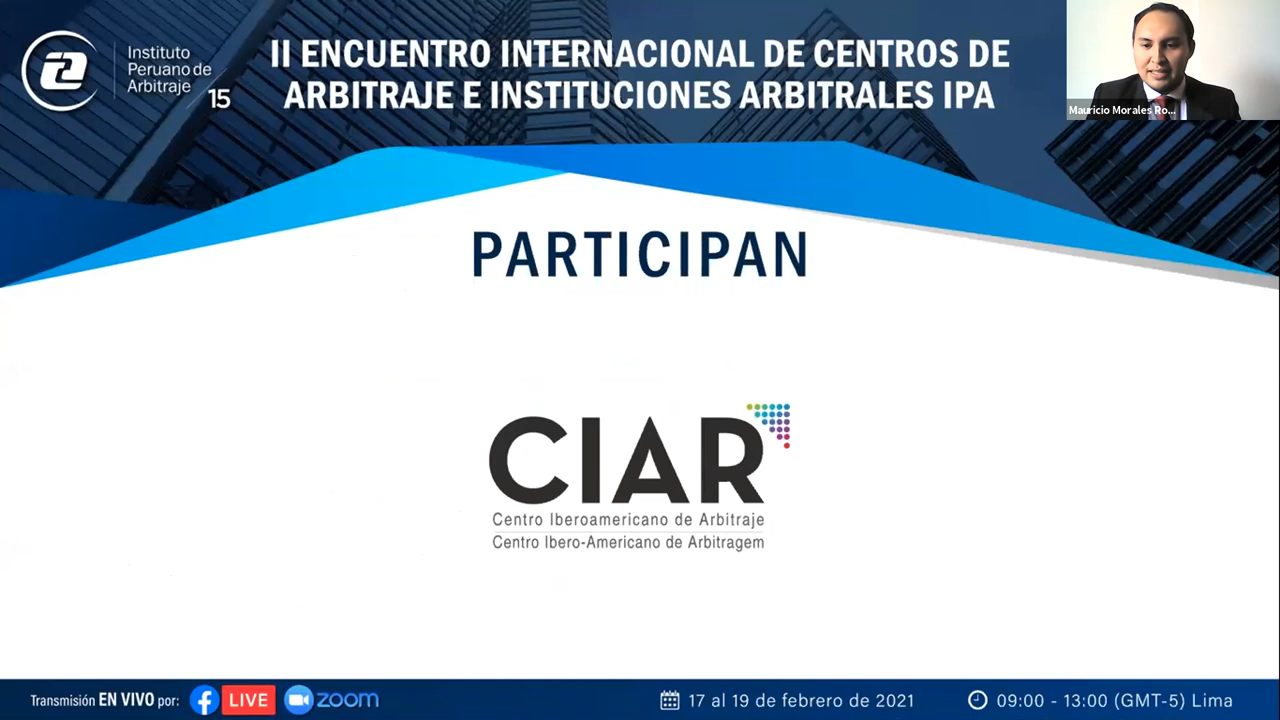 Instituto
Peruano de
Arbitraje
15
II ENCUENTRO INTERNACIONAL DE CENTROS DE
ARBITRAJE E INSTITUCIONES ARBITRALES IPA
Mauricio Morales Ro...
PARTICIPAN
CIAR
Centro Iberoamericano de Arbitraje
Centro Ibero-Americano de Arbitragem
Transmisión EN VIVO por: LIVE zoom
17 al 19 de febrero de 2021
09:00 - 13:00 (GMT-5) Lima